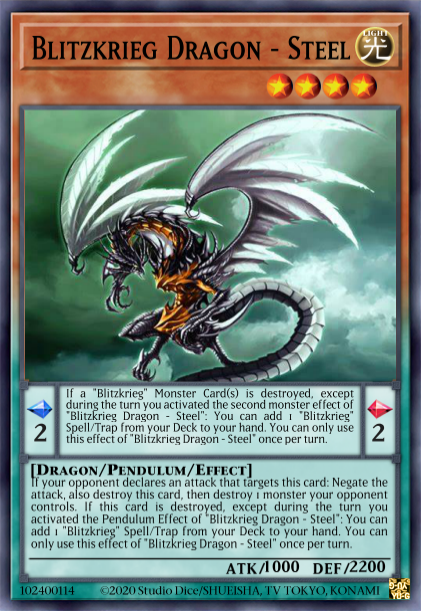 Blitzkrieg Dragon - Steel
LIGHT
光
If a "Blitzkrieg" Monster Card(s) is destroyed, except
during the turn you activated the second monster effect of
"Blitzkrieg Dragon - Steel": You can add 1 "Blitzkrieg"
Spell/Trap from your Deck to your hand. You can only use
this effect of "Blitzkrieg Dragon - Steel" once per turn.
2
2
[Dragon/Pendulum/Effect]
If your opponent declares an attack that targets this card: Negate the
attack, also destroy this card, then destroy 1 monster your opponent
controls. If this card is destroyed, except during the turn you
activated the Pendulum Effect of "Blitzkrieg Dragon - Steel": You can
add 1 "Blitzkrieg" Spell/Trap from your Deck to your hand. You can
only use this effect of "Blitzkrieg Dragon - Steel" once per turn.
ATK/1000 DEF/2200
102400114 ©2020 Studio Dice/SHUEISHA, TV TOKYO, KONAMI